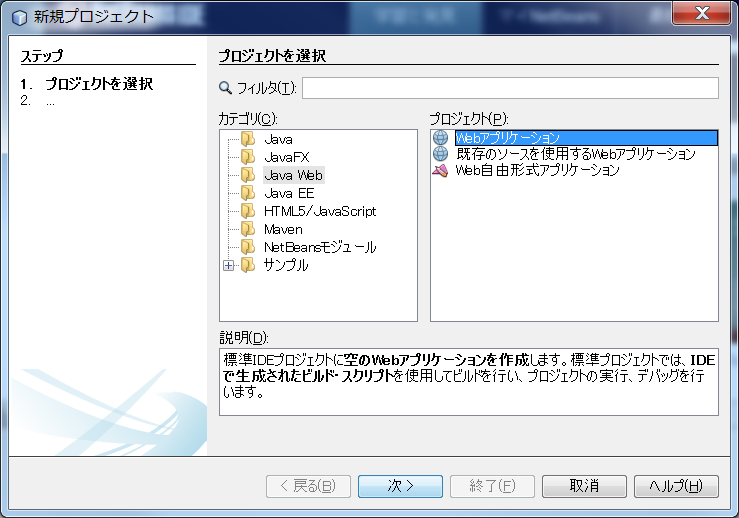 新規プロジェクト
ステップ
1. プロジェクトを選択
2. ...
プロジェクトを選択
フィルタ(I):
カテゴリ(C):
Java
JavaFX
Java Web
Java EE
HTML5/JavaScript
Maven
NetBeansモジュール
サンプル
プロジェクト(P):
Webアプリケーション
既存のソースを使用するWebアプリケーション
Web自由形式アプリケーション
説明(D):
標準IDEプロジェクトに空のWebアプリケーションを作成します。標準プロジェクトでは、IDE
で生成されたビルド・スクリプトを使用してビルドを行い、プロジェクトの実行、デバッグを行
います。
< 戻る(B)
次 >
終了(F)
取消
ヘルプ(H)